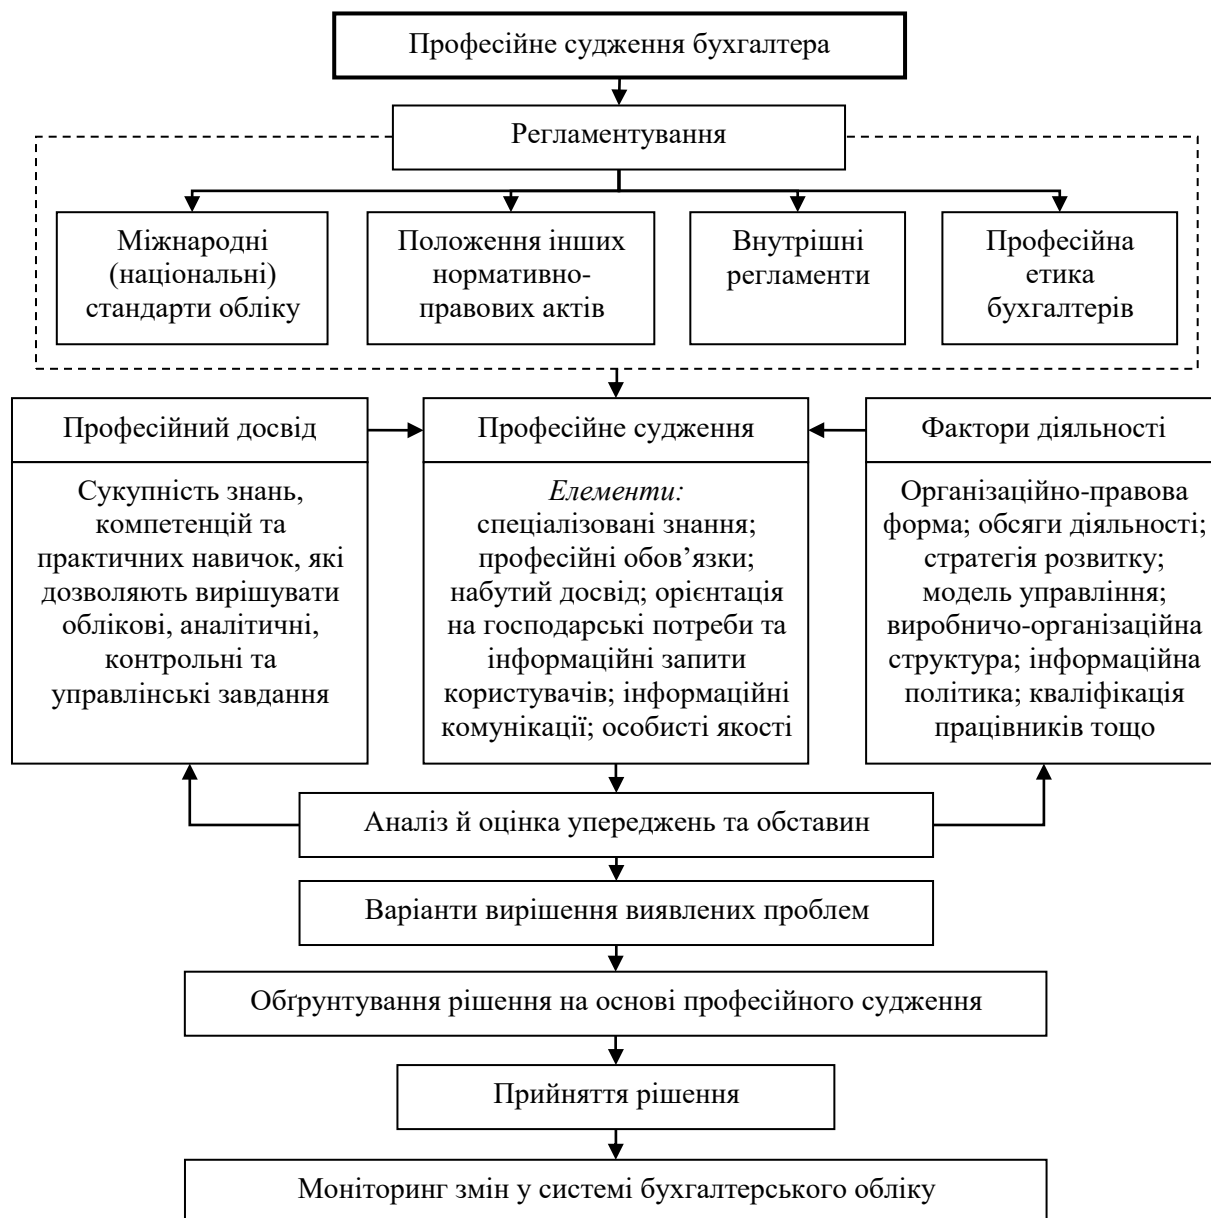 Професійне судження бухгалтера
Регламентування
Міжнародні
(національні)
стандарти обліку
Положення інших
нормативно-
правових актів
Внутрішні
регламенти
Професійна
етика
бухгалтерів
Професійний досвід
Сукупність знань,
компетенцій та
практичних навичок, які
дозволяють вирішувати
облікові, аналітичні,
контрольні та
управлінські завдання
Професійне судження
Елементи:
спеціалізовані знання;
професійні обов’язки;
набутий досвід; орієнтація
на господарські потреби та
інформаційні запити
користувачів; інформаційні
комунікації; особисті якості
Фактори діяльності
Організаційно-правова
форма; обсяги діяльності;
стратегія розвитку;
модель управління;
виробничо-організаційна
структура; інформаційна
політика; кваліфікація
працівників тощо
Аналіз й оцінка упереджень та обставин
Варіанти вирішення виявлених проблем
Обґрунтування рішення на основі професійного судження
Прийняття рішення
Моніторинг змін у системі бухгалтерського обліку